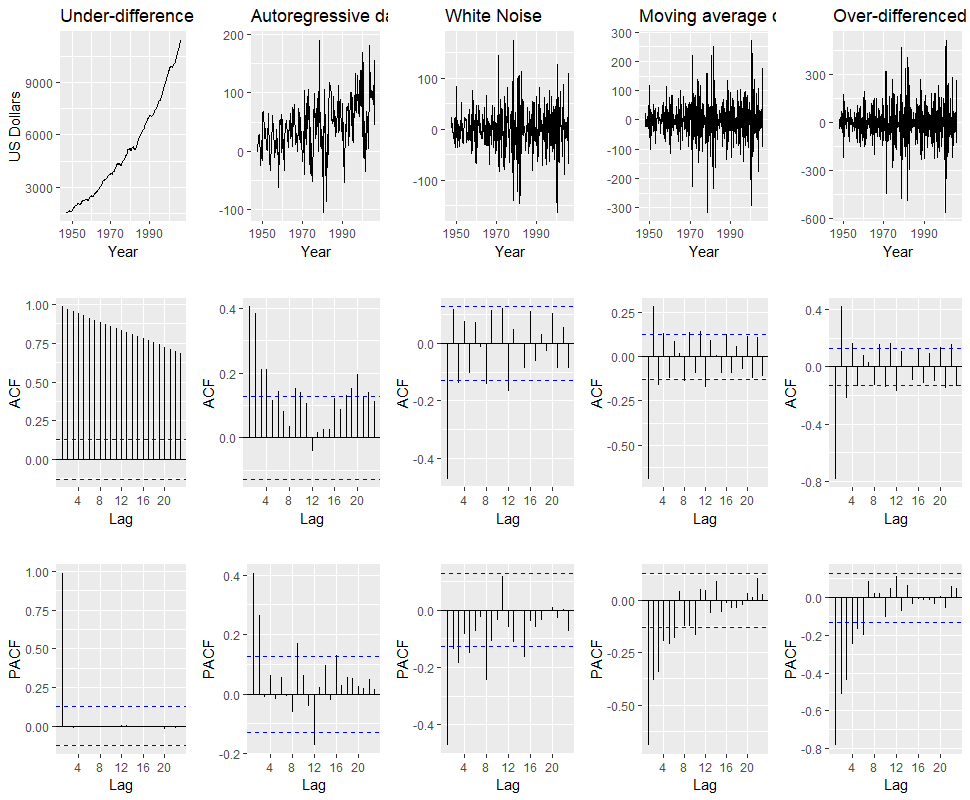 Under-difference
Autoregressive da
White Noise
Moving average c
Over-differenced
US Dollars
9000
6000
3000
1950 1970 1990
Year
200
100
0
-100
1950 1970 1990
Year
100
0
-100
1950 1970 1990
Year
300
200
100
0
-100
-200
-300
1950 1970 1990
Year
300
0
-300
-600
1950 1970 1990
Year
ACF
1.00
0.75
0.50
0.25
0.00
4 8 12 16 20
Lag
ACF
0.4
0.2
0.0
4 8 12 16 20
Lag
ACF
0.0
-0.2
-0.4
4 8 12 16 20
Lag
ACF
0.25
0.00
-0.25
-0.50
4 8 12 16 20
Lag
ACF
0.4
0.0
-0.4
-0.8
4 8 12 16 20
Lag
PACF
1.00
0.75
0.50
0.25
0.00
4 8 12 16 20
Lag
PACF
0.4
0.2
0.0
-0.2
4 8 12 16 20
Lag
PACF
0.0
-0.2
-0.4
4 8 12 16 20
Lag
PACF
0.00
-0.25
-0.50
4 8 12 16 20
Lag
PACF
0.0
-0.2
-0.4
-0.6
-0.8
4 8 12 16 20
Lag